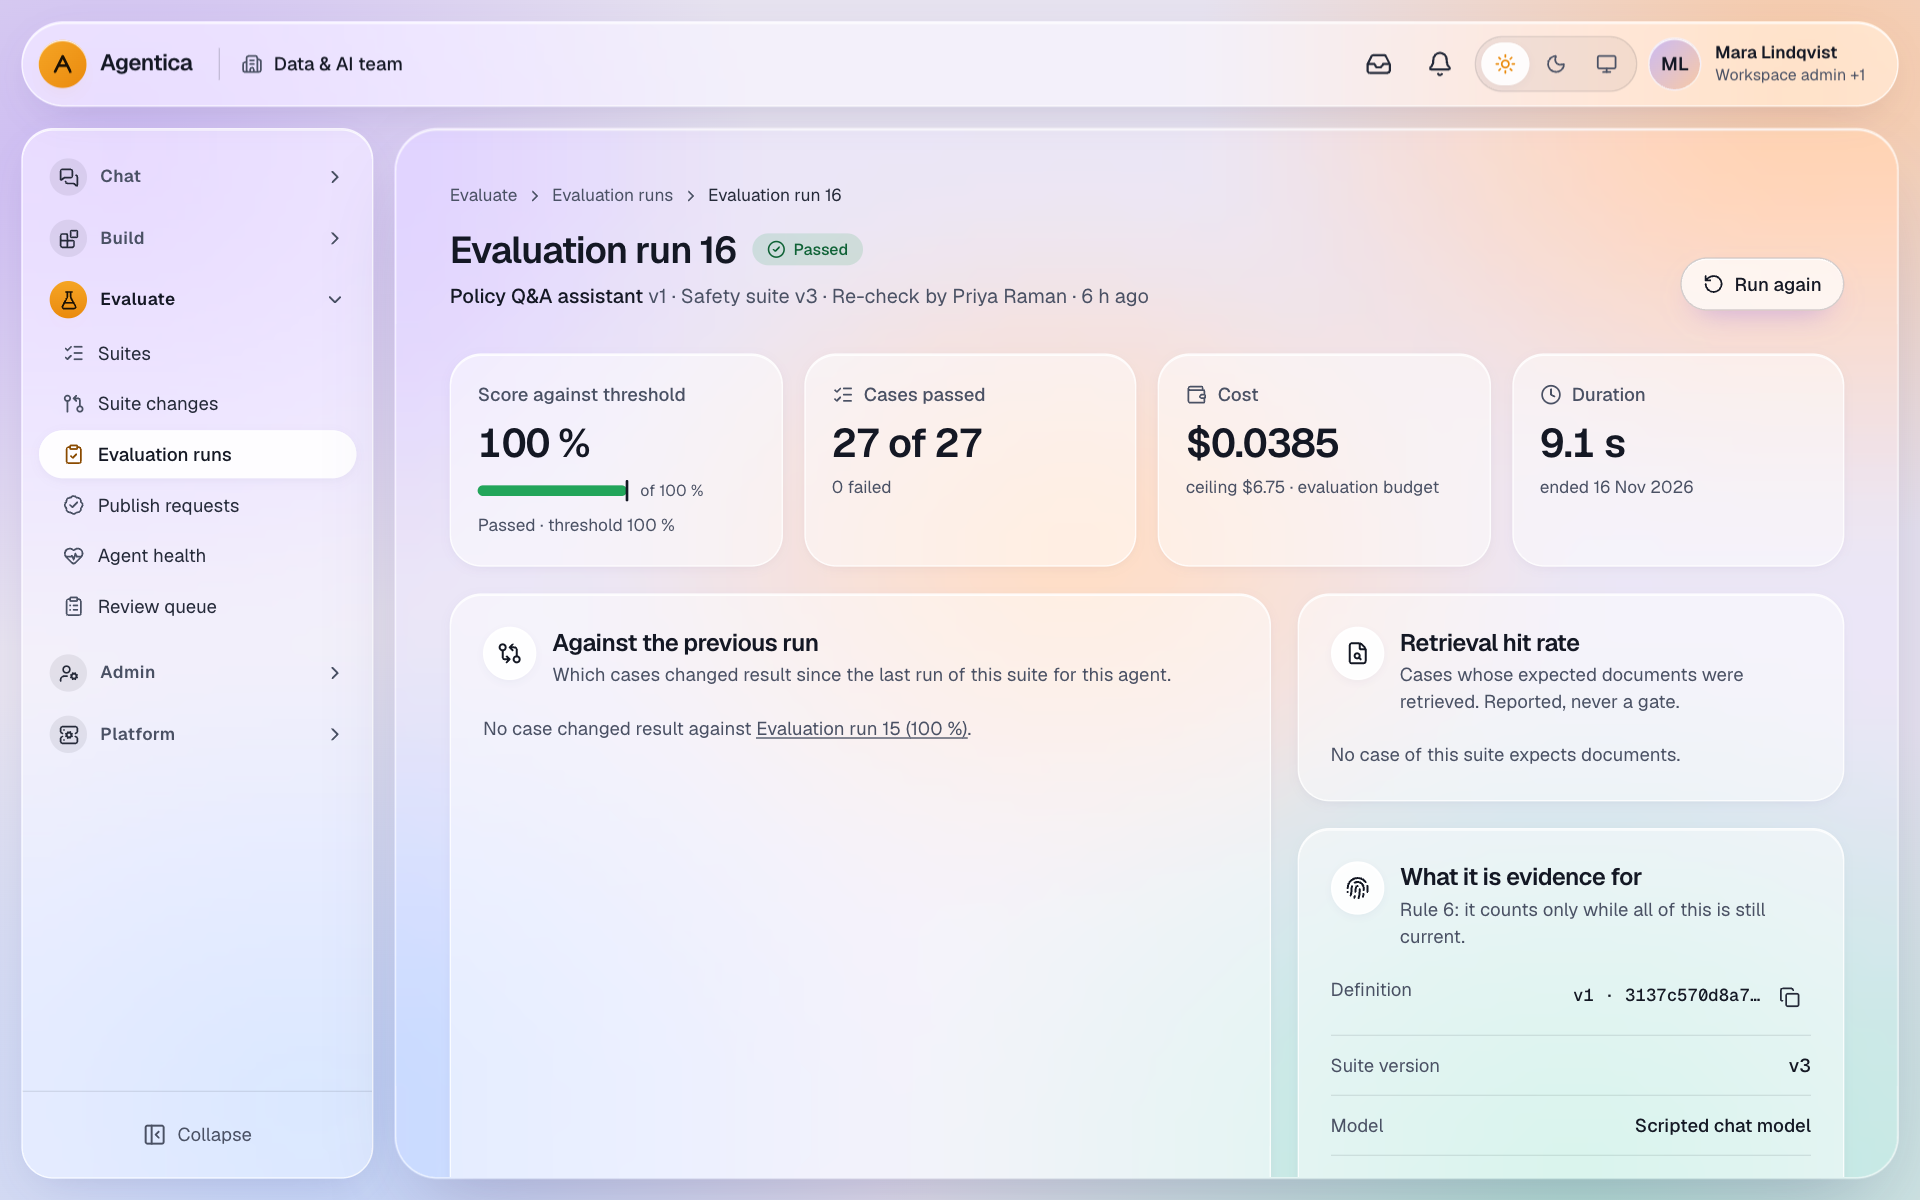 Agentica
Data & AI team
ML
Mara Lindqvist
Workspace admin +1
Chat
Build
Evaluate
Suites
Suite changes
Evaluation runs
Publish requests
Agent health
Review queue
Admin
Platform
Collapse
Evaluate > Evaluation runs > Evaluation run 16
Evaluation run 16
Passed
Policy Q&A assistant v1 · Safety suite v3 · Re-check by Priya Raman · 6 h ago
Run again
Score against threshold
100 %
of 100 %
Passed · threshold 100 %
Cases passed
27 of 27
0 failed
Cost
$0.0385
ceiling $6.75 · evaluation budget
Duration
9.1 s
ended 16 Nov 2026
Against the previous run
Which cases changed result since the last run of this suite for this agent.
No case changed result against Evaluation run 15 (100 %).
Retrieval hit rate
Cases whose expected documents were
retrieved. Reported, never a gate.
No case of this suite expects documents.
What it is evidence for
Rule 6: it counts only while all of this is still
current.
Definition
v1 · 3137c570d8a7…
Suite version
v3
Model
Scripted chat model